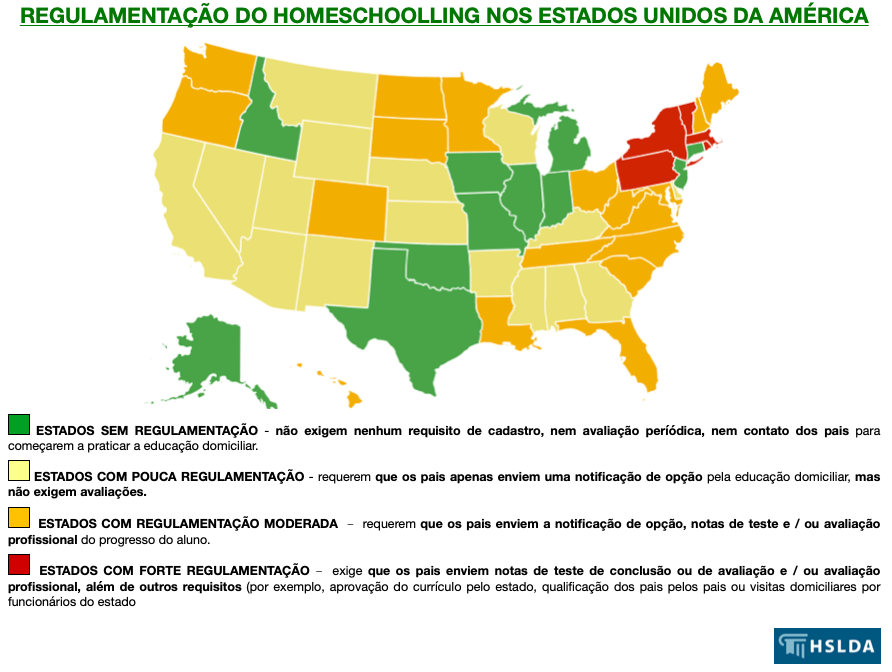 REGULAMENTAÇÃO DO HOMESCHOOLLING NOS ESTADOS UNIDOS DA AMÉRICA
ESTADOS SEM REGULAMENTAÇÃO - não exigem nenhum requisito de cadastro, nem avaliação períódica, nem contato dos pais para
começarem a praticar a educação domiciliar.
ESTADOS COM POUCA REGULAMENTAÇÃO - requerem que os pais apenas enviem uma notificação de opção pela educação domiciliar, mas
não exigem avaliações.
ESTADOS COM REGULAMENTAÇÃO MODERADA – requerem que os pais enviem a notificação de opção, notas de teste e / ou avaliação
profissional do progresso do aluno.
ESTADOS COM FORTE REGULAMENTAÇÃO – exige que os pais enviem notas de teste de conclusão ou de avaliação e / ou avaliação
profissional, além de outros requisitos (por exemplo, aprovação do currículo pelo estado, qualificação dos pais pelos pais ou visitas domiciliares por
funcionários do estado
HSLDA